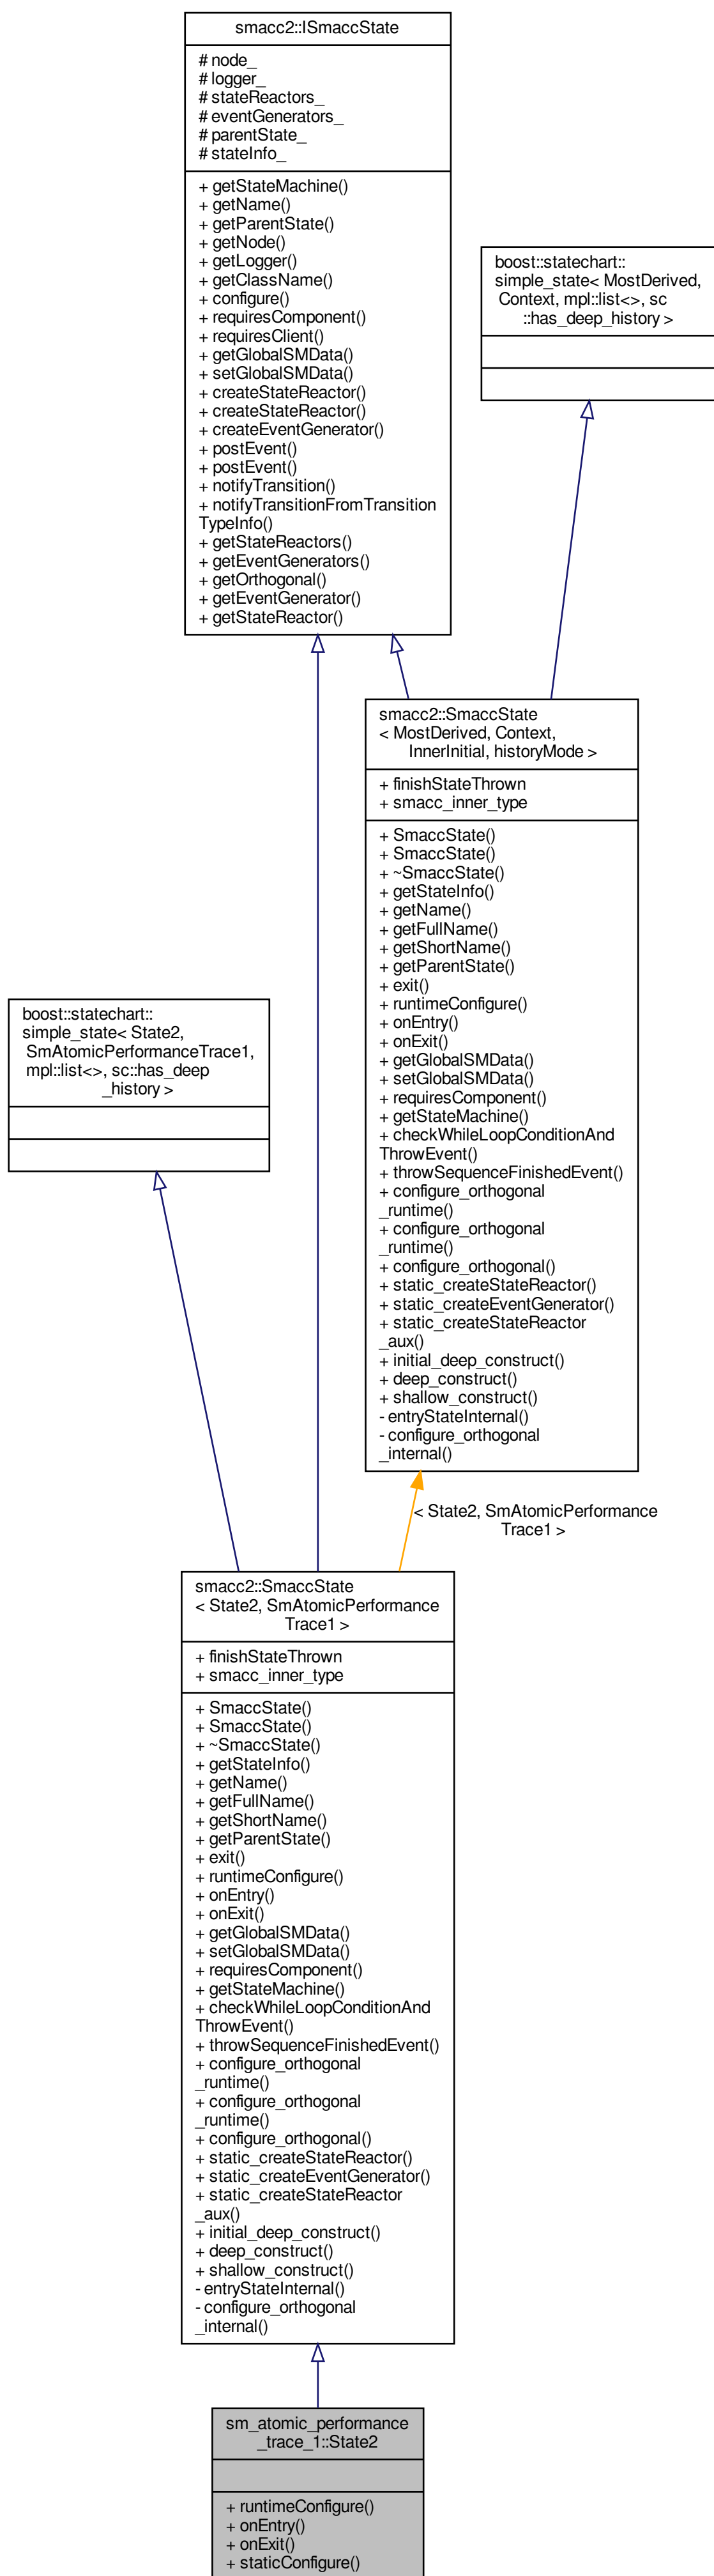 smacc2::ISmaccState
# node_
# logger_
# stateReactors_
# eventGenerators_
# parentState_
# stateInfo_
+ getStateMachine()
+ getName()
+ getParentState()
+ getNode()
+ getLogger()
+ getClassName()
+ configure()
+ requiresComponent()
+ requiresClient()
+ getGlobalSMData()
+ setGlobalSMData()
+ createStateReactor()
+ createStateReactor()
+ createEventGenerator()
+ postEvent()
+ postEvent()
+ notifyTransition()
+ notifyTransitionFromTransition
TypeInfo()
+ getStateReactors()
+ getEventGenerators()
+ getOrthogonal()
+ getEventGenerator()
+ getStateReactor()
boost::statechart::
simple_state< MostDerived,
Context, mpl::list<>, sc
::has_deep_history >
smacc2::SmaccState
< MostDerived, Context,
InnerInitial, historyMode >
+ finishStateThrown
+ smacc_inner_type
+ SmaccState()
+ SmaccState()
+ ~SmaccState()
+ getStateInfo()
+ getName()
+ getFullName()
+ getShortName()
+ getParentState()
+ exit()
+ runtimeConfigure()
+ onEntry()
+ onExit()
+ getGlobalSMData()
+ setGlobalSMData()
+ requiresComponent()
+ getStateMachine()
+ checkWhileLoopConditionAnd
ThrowEvent()
+ throwSequenceFinishedEvent()
+ configure_orthogonal
_runtime()
+ configure_orthogonal
_runtime()
+ configure_orthogonal()
+ static_createStateReactor()
+ static_createEventGenerator()
+ static_createStateReactor
_aux()
+ initial_deep_construct()
+ deep_construct()
+ shallow_construct()
- entryStateInternal()
- configure_orthogonal
_internal()
boost::statechart::
simple_state< State2,
SmAtomicPerformanceTrace1,
mpl::list<>, sc::has_deep
_history >
< State2, SmAtomicPerformance
Trace1 >
smacc2::SmaccState
< State2, SmAtomicPerformance
Trace1 >
+ finishStateThrown
+ smacc_inner_type
+ SmaccState()
+ SmaccState()
+ ~SmaccState()
+ getStateInfo()
+ getName()
+ getFullName()
+ getShortName()
+ getParentState()
+ exit()
+ runtimeConfigure()
+ onEntry()
+ onExit()
+ getGlobalSMData()
+ setGlobalSMData()
+ requiresComponent()
+ getStateMachine()
+ checkWhileLoopConditionAnd
ThrowEvent()
+ throwSequenceFinishedEvent()
+ configure_orthogonal
_runtime()
+ configure_orthogonal
_runtime()
+ configure_orthogonal()
+ static_createStateReactor()
+ static_createEventGenerator()
+ static_createStateReactor
_aux()
+ initial_deep_construct()
+ deep_construct()
+ shallow_construct()
- entryStateInternal()
- configure_orthogonal
_internal()
sm_atomic_performance
_trace_1::State2
+ runtimeConfigure()
+ onEntry()
+ onExit()
+ staticConfigure()